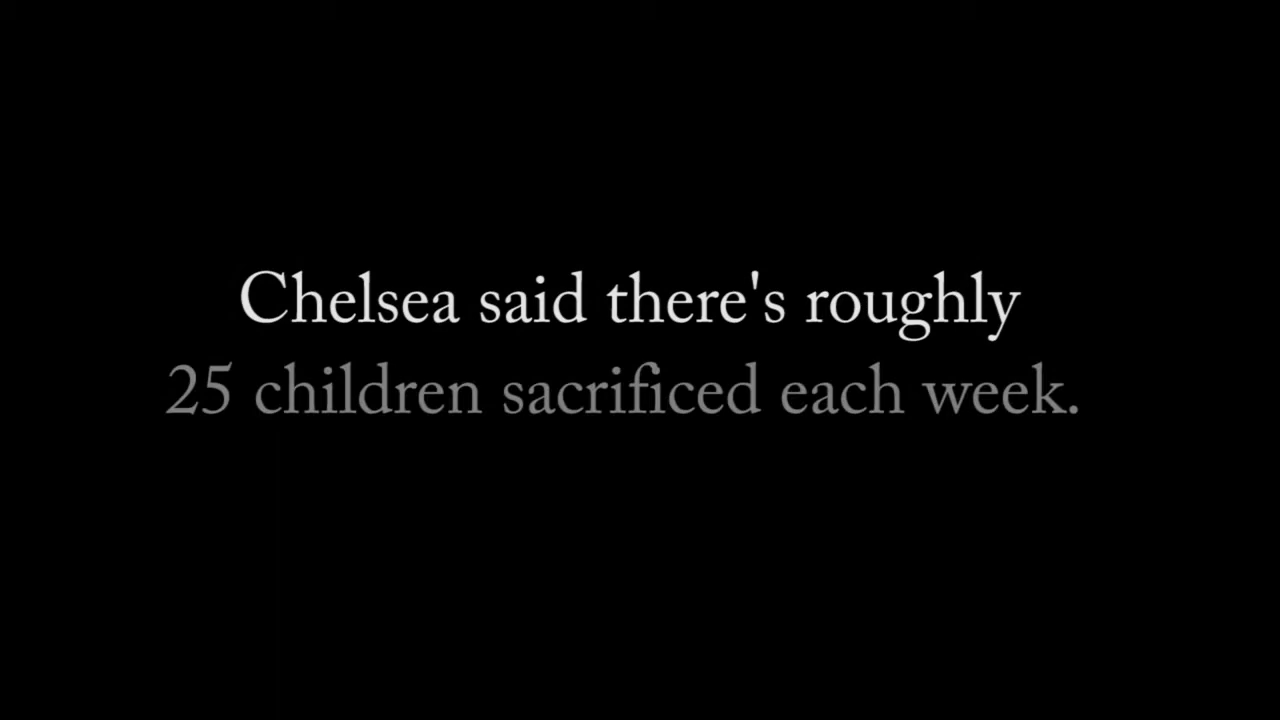 Chelsea said there's roughly
25 children sacrificed each week.